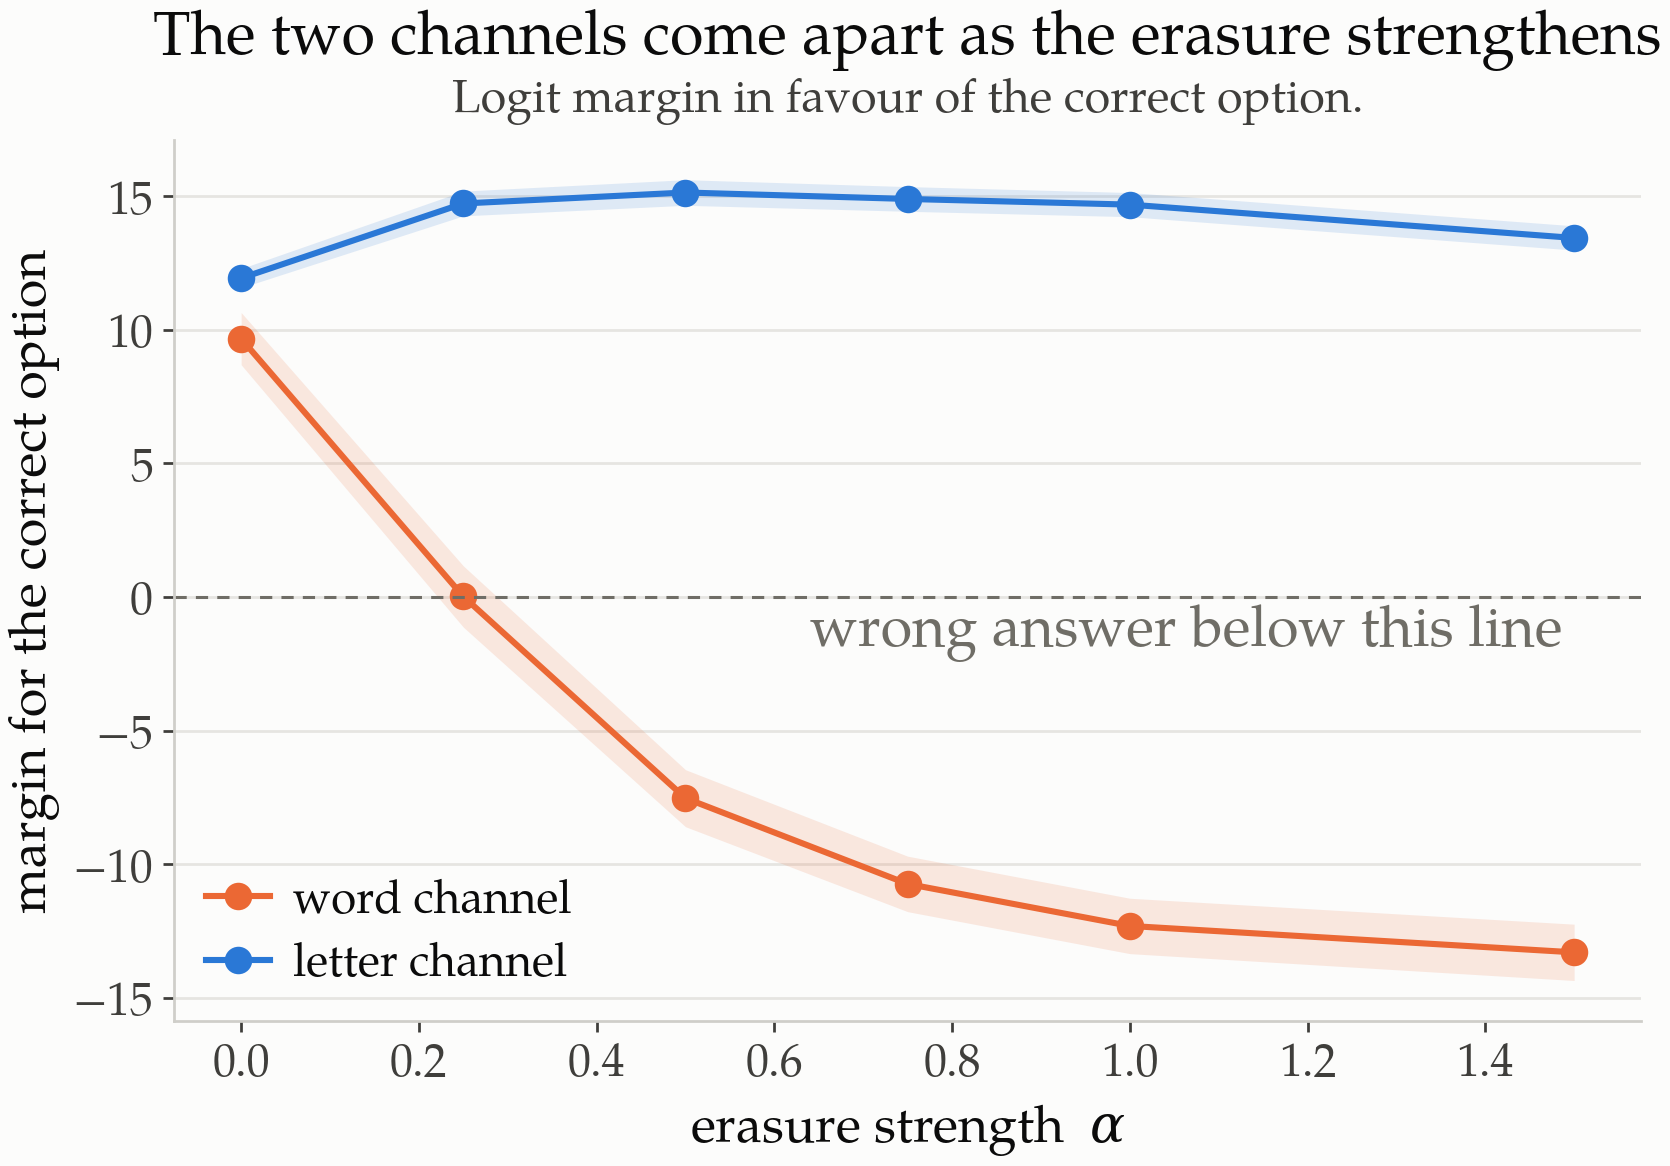 The two channels come apart as the erasure strengthens
Logit margin in favour of the correct option.
margin for the correct option
15
10
5
0
−5
−10
−15
wrong answer below this line
word channel
letter channel
0.0 0.2 0.4 0.6 0.8 1.0 1.2 1.4
erasure strength α